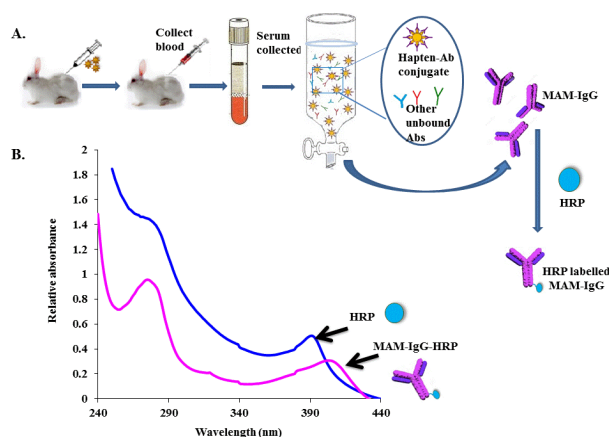 A.
Collect
blood
Serum
collected
Hapten-Ab
conjugate
Other
unbound
Abs
MAM-IgG
HRP
HRP labelled
MAM-IgG
B.
Relative absorbance
2
1.8
1.6
1.4
1.2
1
0.8
0.6
0.4
0.2
0
240
290
340
390
440
Wavelength (nm)
HRP
MAM-IgG-HRP